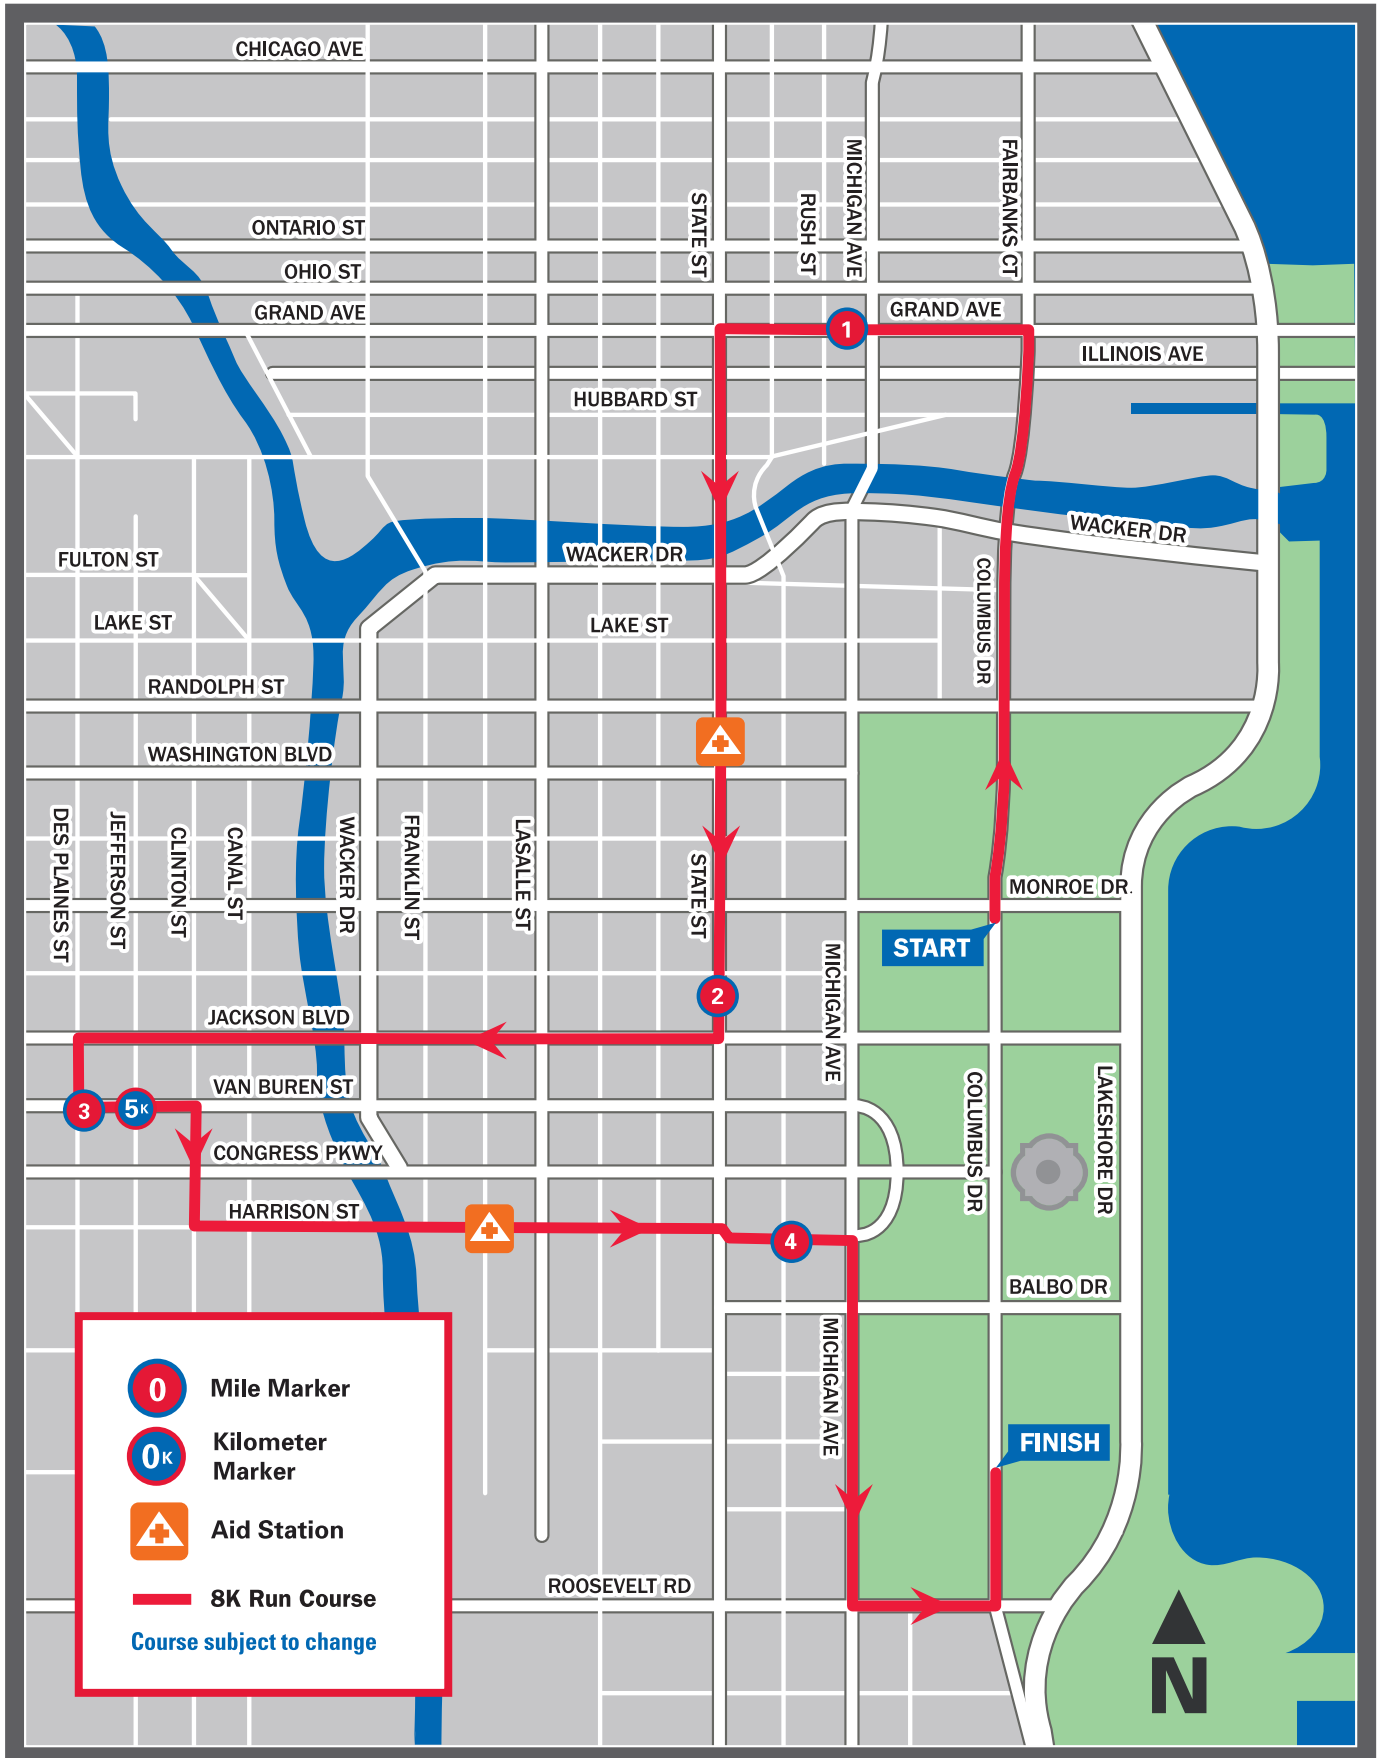 CHICAGO AVE
MICHIGAN AVE
FAIRBANKS CT
STATE ST
RUSH ST
ONTARIO ST
OHIO ST
GRAND AVE
GRAND AVE
1
ILLINOIS AVE
HUBBARD ST
WACKER DR
WACKER DR
FULTON ST
COLUMBUS DR
LAKE ST
LAKE ST
RANDOLPH ST
WASHINGTON BLVD
DES PLAINES ST
JEFFERSON ST
CLINTON ST
CANAL ST
WACKER DR
FRANKLIN ST
LASALLE ST
STATE ST
MONROE DR.
START
MICHIGAN AVE
2
JACKSON BLVD
VAN BUREN ST
3
5K
COLUMBUS DR
LAKESHORE DR
CONGRESS PKWY
HARRISON ST
4
BALBO DR
MICHIGAN AVE
0 Mile Marker
0K Kilometer
Marker
FINISH
Aid Station
ROOSEVELT RD
8K Run Course
Course subject to change
N